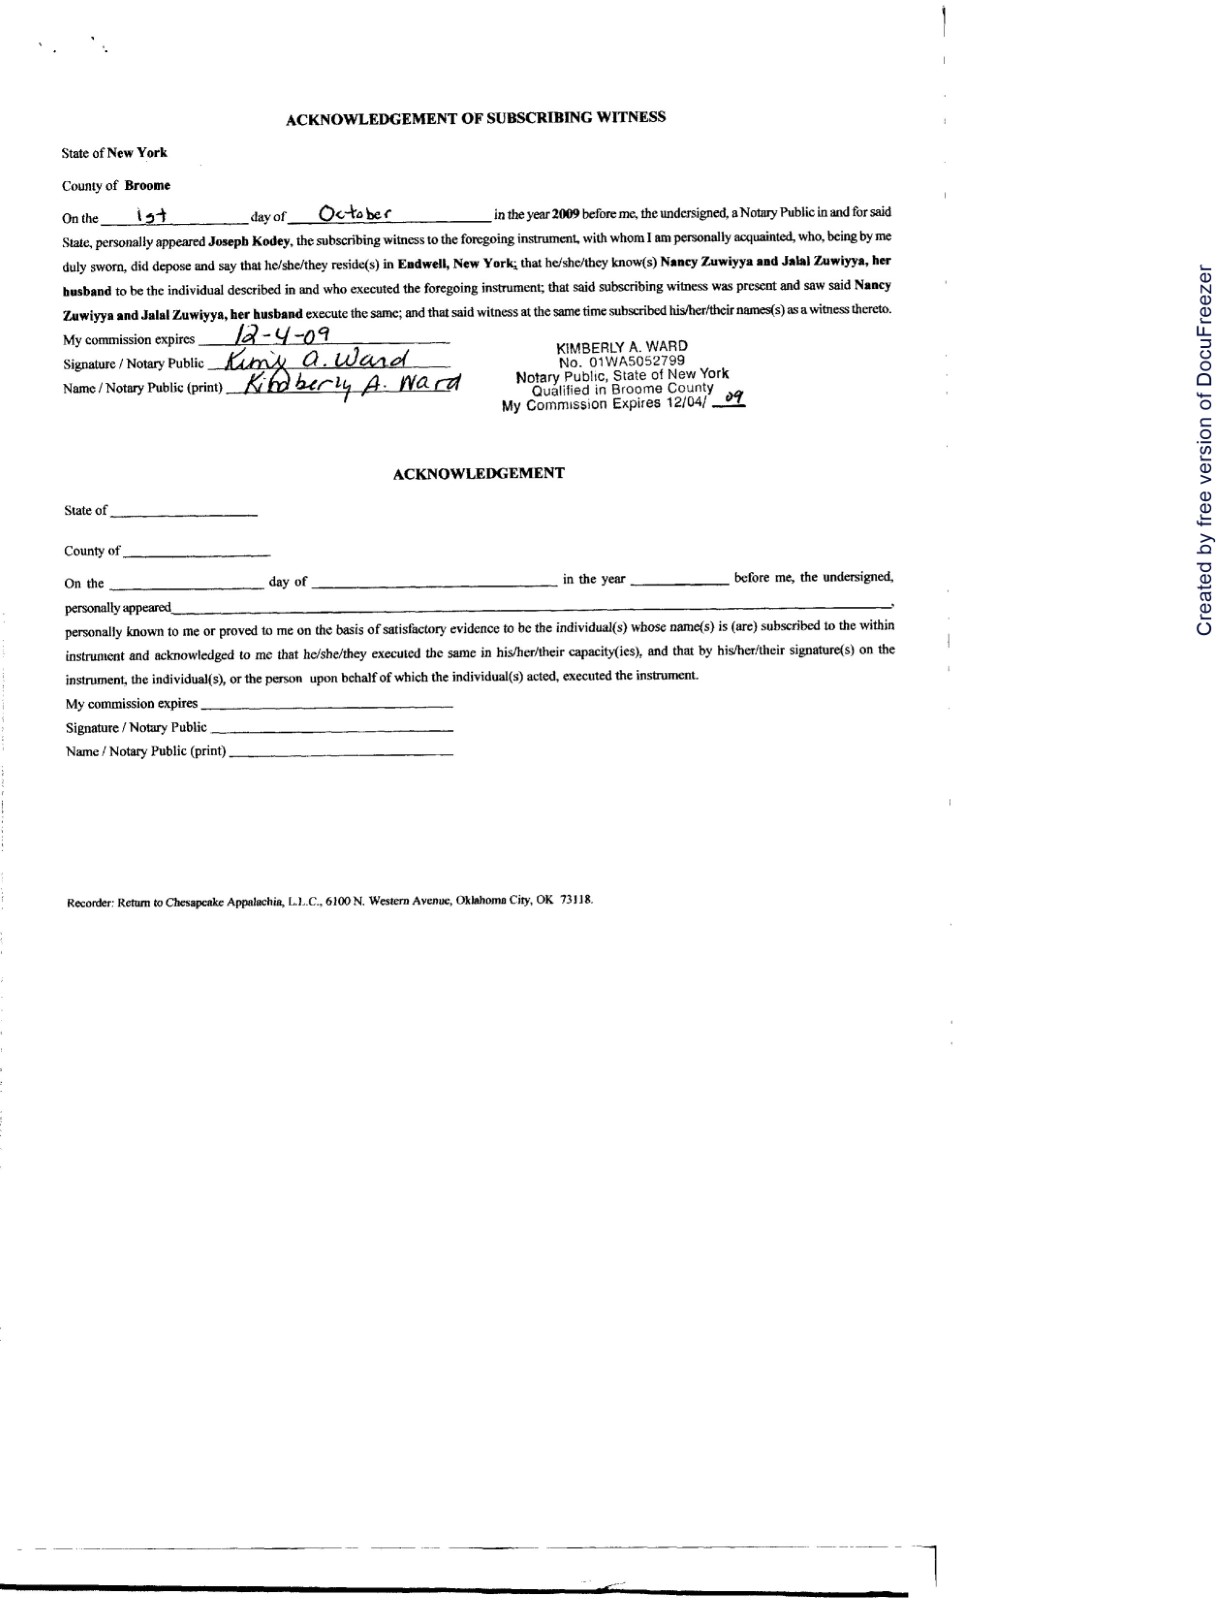 ACKNOWLEDGEMENT OF SUBSCRIBING WITNESS
State of New York
County of Broome
On the 1st day of October in the year 2009 before me, the undersigned, a Notary Public in and for said
State, personally appeared Joseph Kodey, the subscribing witness to the foregoing instrument, with whom I am personally acquainted, who, being by me
duly sworn, did depose and say that he/she/they reside(s) in Endwell, New York; that he/she/they know(s) Nancy Zuwiyya and Jalal Zuwiyya, her
husband to be the individual described in and who executed the foregoing instrument; that said subscribing witness was present and saw said Nancy
Zuwiyya and Jalal Zuwiyya, her husband execute the same; and that said witness at the same time subscribed his/her/their names(s) as a witness thereto.
My commission expires 12-4-09
Signature / Notary Public A. Ward
Name / Notary Public (print) Kimberly A. Ward
KIMBERLY A. WARD
No. 01WA5052799
Notary Public, State of New York
Qualified in Broome County
My Commission Expires 12/04/ 09
ACKNOWLEDGEMENT
State of
County of
On the day of in the year before me, the undersigned,
personally appeared ,
personally known to me or proved to me on the basis of satisfactory evidence to be the individual(s) whose name(s) is (are) subscribed to the within
instrument and acknowledged to me that he/she/they executed the same in his/her/their capacity(ies), and that by his/her/their signature(s) on the
instrument, the individual(s), or the person upon behalf of which the individual(s) acted, executed the instrument.
My commission expires
Signature / Notary Public
Name / Notary Public (print)
Recorder: Return to Chesapeake Appalachia, L.L.C., 6100 N. Western Avenue, Oklahoma City, OK 73118.
Created by free version of DocuFreezer